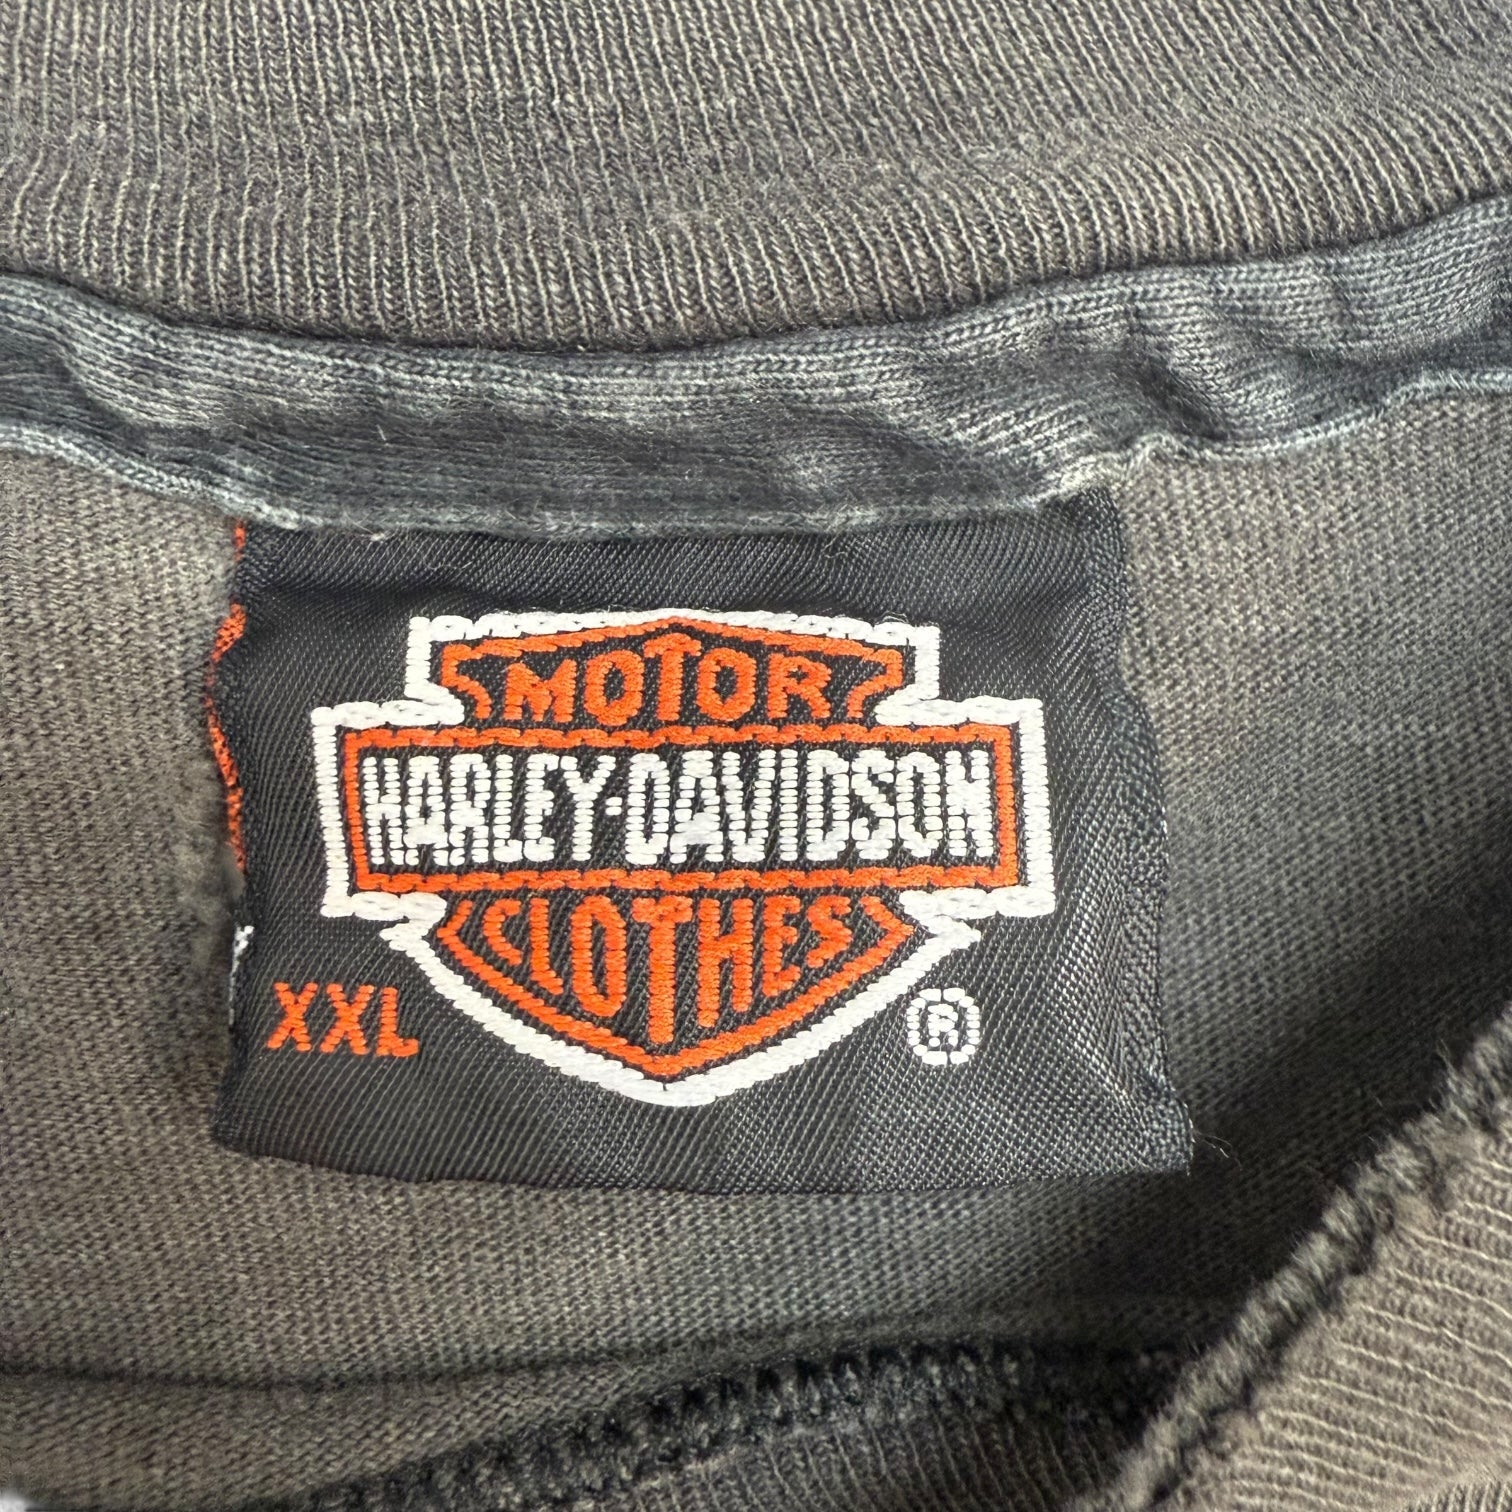 MOTOR
HARLEY-DAVIDSON
CLOTHES
XXL
®